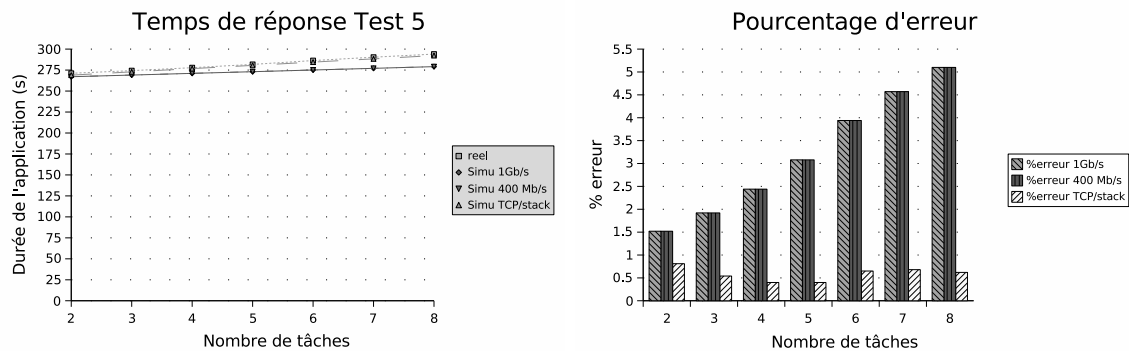 Temps de réponse Test 5
300
275
250
225
200
175
150
125
100
75
50
25
0
Durée de l'application (s)
2 3 4 5 6 7 8
Nombre de tâches
reel
Simu 1Gb/s
Simu 400 Mb/s
Simu TCP/stack
Pourcentage d'erreur
5.5
5
4.5
4
3.5
3
2.5
2
1.5
1
0.5
0
% erreur
2 3 4 5 6 7 8
Nombre de tâches
%erreur 1Gb/s
%erreur 400 Mb/s
%erreur TCP/stack